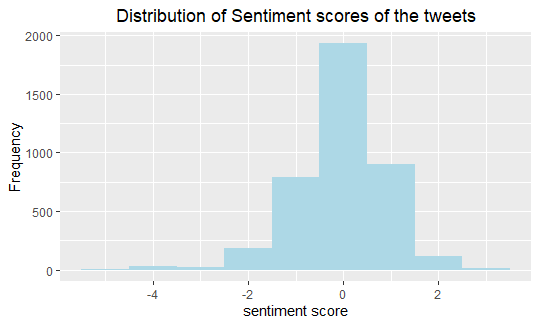 Distribution of Sentiment scores of the tweets
Frequency
2000
1500
1000
500
0
-4 -2 0 2
sentiment score